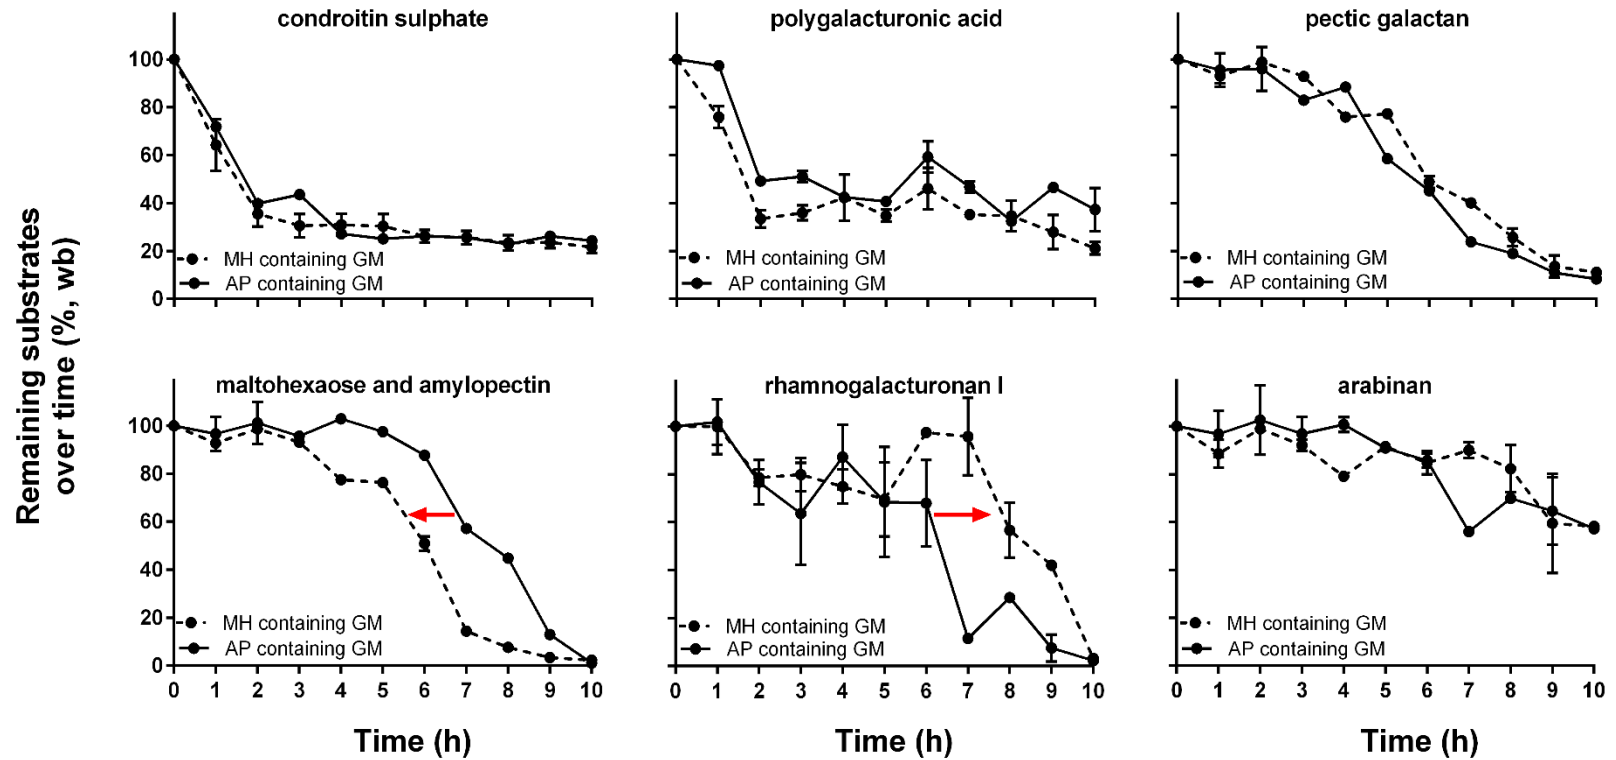 condroitin sulphate
polygalacturonic acid
pectic galactan
100
80
60
40
20
0
MH containing GM
AP containing GM
MH containing GM
AP containing GM
MH containing GM
AP containing GM
Remaining substrates
over time (%, wb)
maltohexaose and amylopectin
rhamnogalacturonan I
arabinan
100
80
60
40
20
0
MH containing GM
AP containing GM
MH containing GM
AP containing GM
MH containing GM
AP containing GM
0 1 2 3 4 5 6 7 8 9 10
0 1 2 3 4 5 6 7 8 9 10
0 1 2 3 4 5 6 7 8 9 10
Time (h)
Time (h)
Time (h)